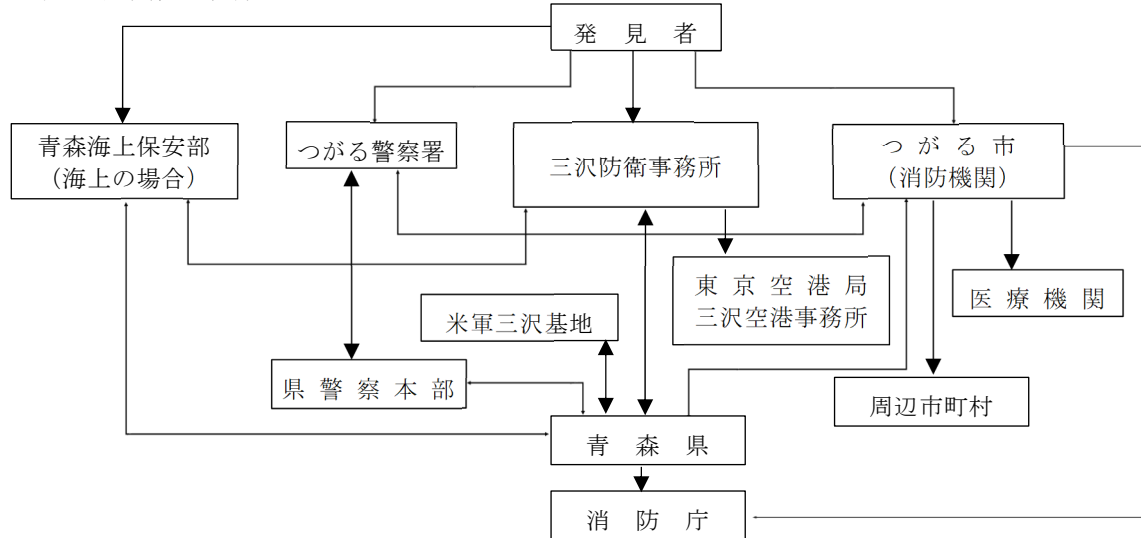 発見者
青森海上保安部
（海上の場合）
つがる警察署
三沢防衛事務所
つがる市
（消防機関）
東京空港局
三沢空港事務所
医療機関
米軍三沢基地
県警察本部
周辺市町村
青森県
消防庁